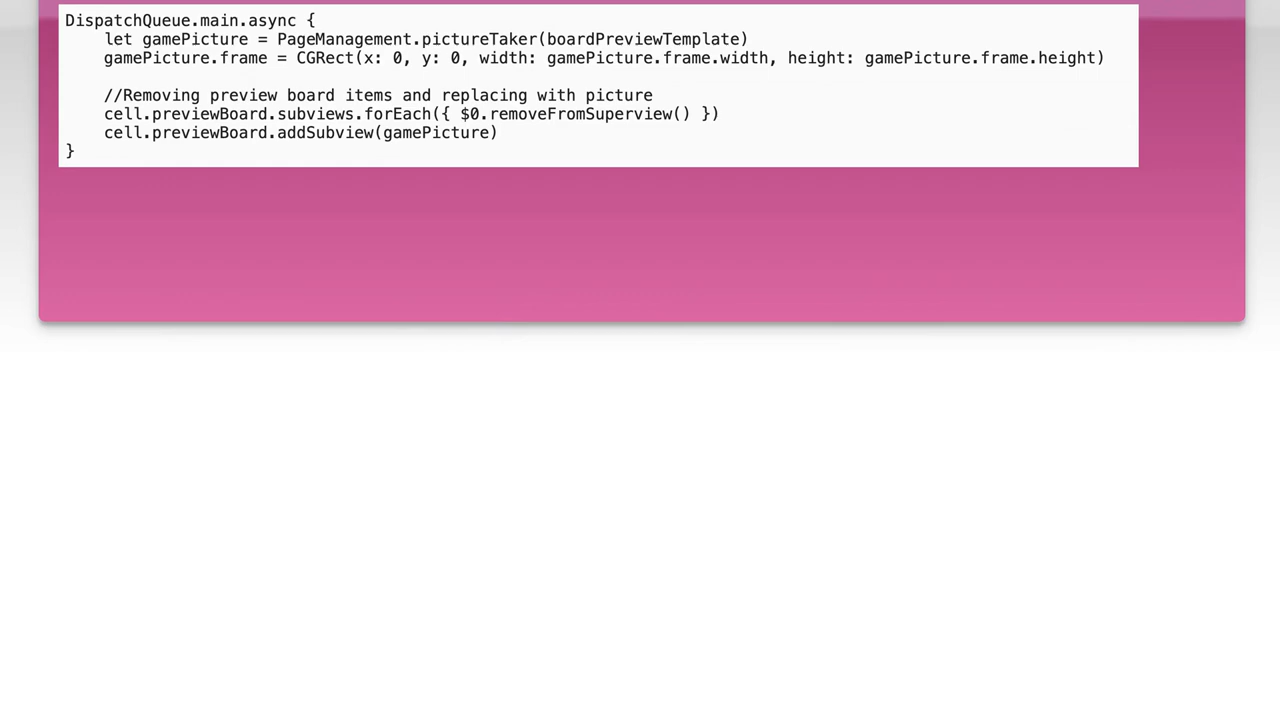 DispatchQueue.main.async {
    let gamePicture = PageManagement.pictureTaker(boardPreviewTemplate)
    gamePicture.frame = CGRect(x: 0, y: 0, width: gamePicture.frame.width, height: gamePicture.frame.height)
    //Removing preview board items and replacing with picture
    cell.previewBoard.subviews.forEach({ $0.removeFromSuperview() })
    cell.previewBoard.addSubview(gamePicture)
}